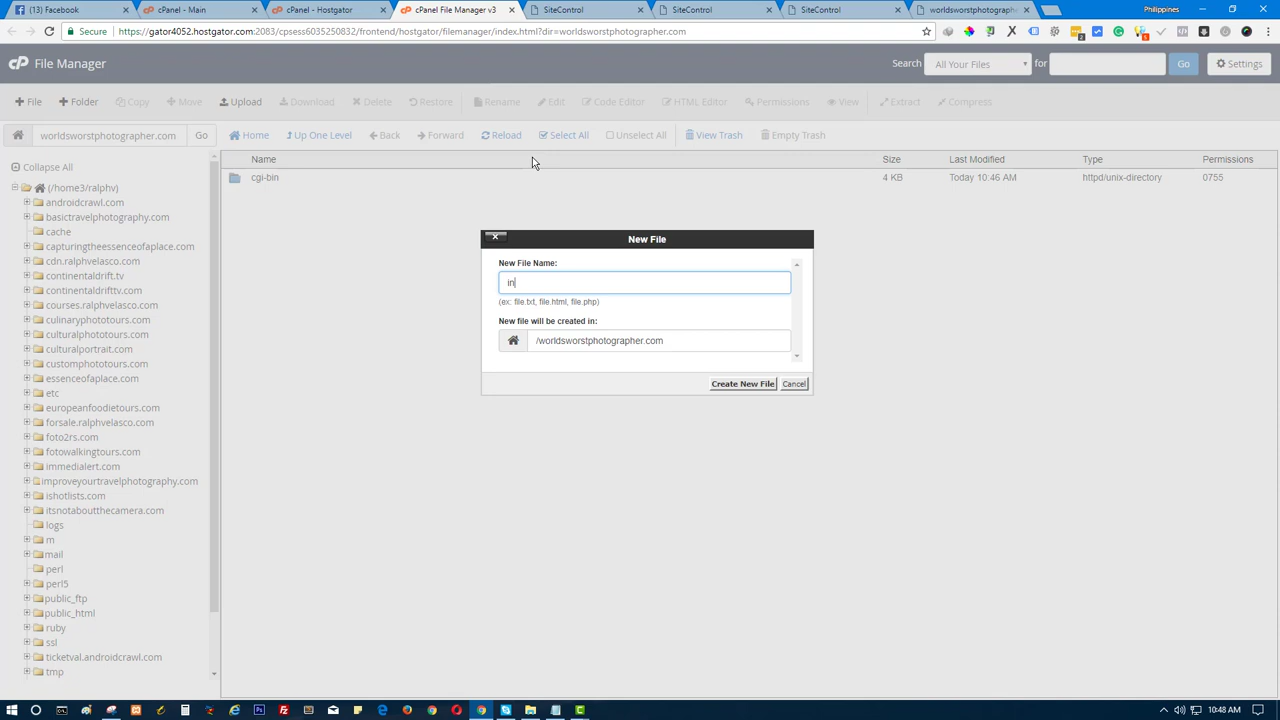 (13) Facebook
cPanel - Main
cPanel - Hostgator
cPanel File Manager v3
SiteControl
SiteControl
SiteControl
worldsworstphotographer
Philippines
Secure
https://gator4052.hostgator.com:2083/cpsess6035250832/frontend/hostgator/filemanager/index.html?dir=worldsworstphotographer.com
cP File Manager
Search
All Your Files
for
Go
Settings
File
Folder
Copy
Move
Upload
Download
Delete
Restore
Rename
Edit
Code Editor
HTML Editor
Permissions
View
Extract
Compress
worldsworstphotographer.com
Go
Home
Up One Level
Back
Forward
Reload
Select All
Unselect All
View Trash
Empty Trash
Collapse All
(/home3/ralphv)
androidcrawl.com
basictravelphotography.com
cache
capturingtheessenceofaplace.com
cdn.ralphvelasco.com
continentaldrift.tv
continentaldrifttv.com
courses.ralphvelasco.com
culinaryphototours.com
culturalphototours.com
culturalportrait.com
customphototours.com
essenceofaplace.com
etc
europeanfoodietours.com
forsale.ralphvelasco.com
foto2rs.com
fotowalkingtours.com
immedialert.com
improveyourtravelphotography.com
ishotlists.com
itsnotaboutthecamera.com
logs
m
mail
perl
perl5
public_ftp
public_html
ruby
ssl
ticketval.androidcrawl.com
tmp
Name
Size
Last Modified
Type
Permissions
cgi-bin
4 KB
Today 10:46 AM
httpd/unix-directory
0755
New File
New File Name:
in
(ex: file.txt, file.html, file.php)
New file will be created in:
/worldsworstphotographer.com
Create New File
Cancel
10:48 AM